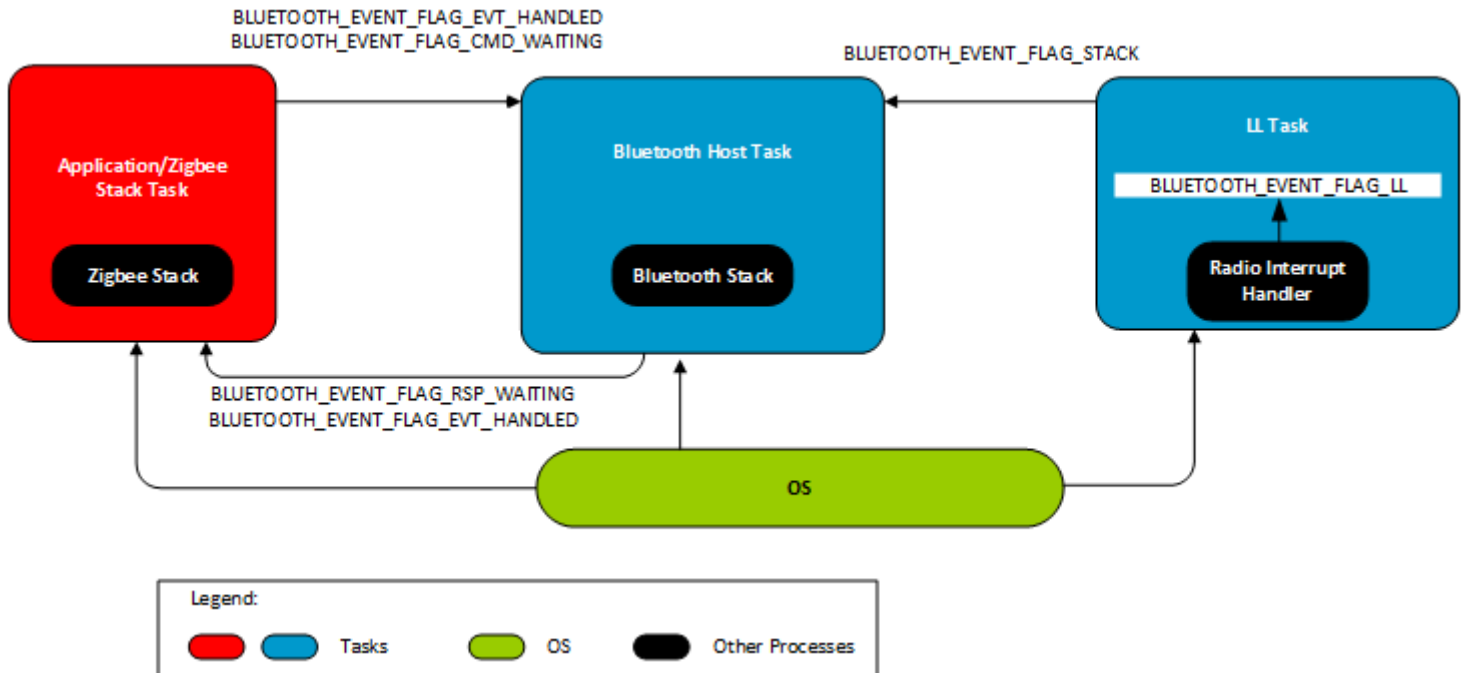 BLUETOOTH_EVENT_FLAG_EVT_HANDLED
BLUETOOTH_EVENT_FLAG_CMD_WAITING
BLUETOOTH_EVENT_FLAG_STACK
Application/Zigbee
Stack Task
Zigbee Stack
Bluetooth Host Task
Bluetooth Stack
LL Task
BLUETOOTH_EVENT_FLAG_LL
Radio Interrupt
Handler
BLUETOOTH_EVENT_FLAG_RSP_WAITING
BLUETOOTH_EVENT_FLAG_EVT_HANDLED
OS
Legend:
Tasks
OS
Other Processes